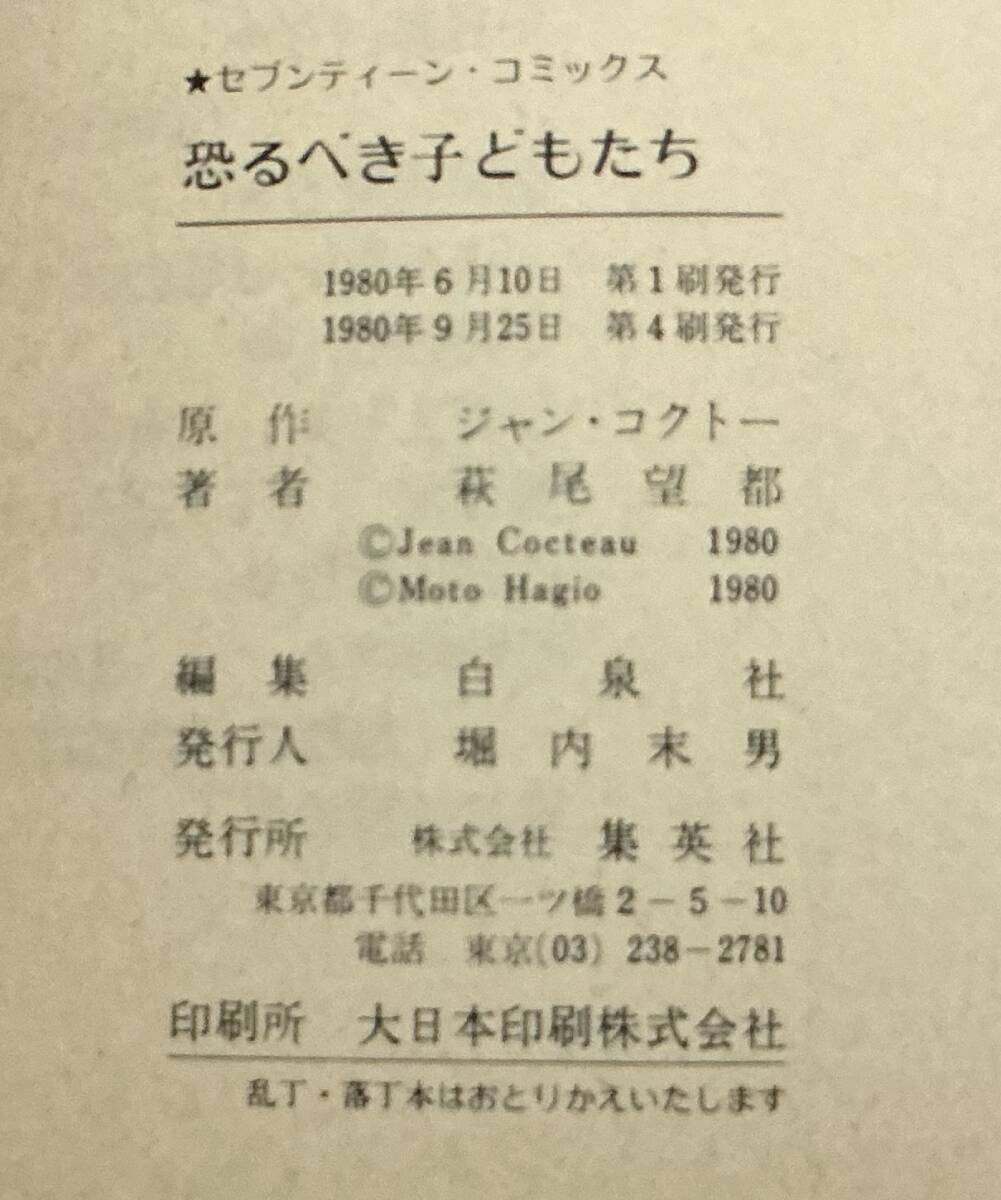 ★セブンティーン・コミックス
恐るべき子どもたち
1980年6月10日　第1刷発行
1980年9月25日　第4刷発行
原作　ジャン・コクトー
著者　萩尾望都
©Jean Cocteau　1980
©Moto Hagio　1980
編集　白泉社
発行人　堀内末男
発行所　株式会社　集英社
東京都千代田区一ツ橋2－5－10
電話　東京(03) 238－2781
印刷所　大日本印刷株式会社
乱丁・落丁本はおとりかえいたします